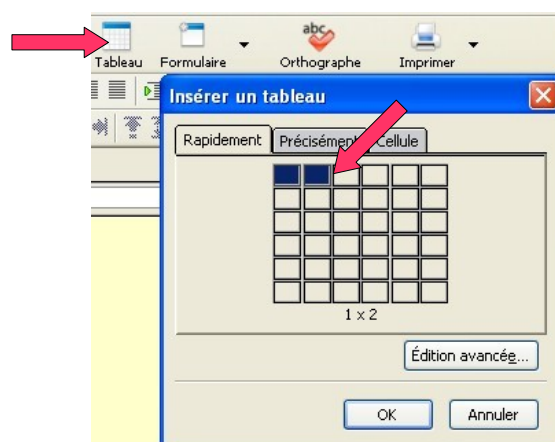 abc
Tableau Formulaire Orthographe Imprimer
Insérer un tableau
Rapidement Précisément Cellule
1 x 2
Édition avancée...
OK Annuler